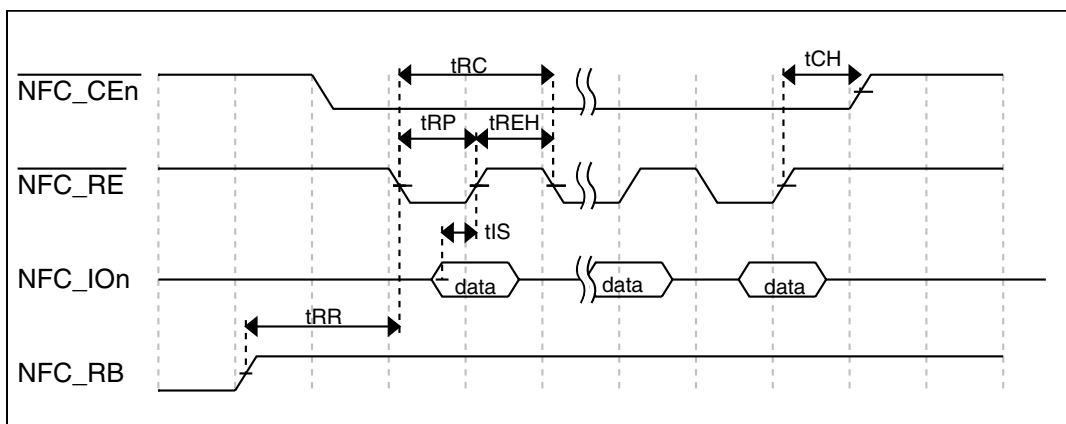 tRC
tCH
NFC_CEn
tRP
tREH
NFC_RE
tIS
NFC_IOn
data
data
data
tRR
NFC_RB